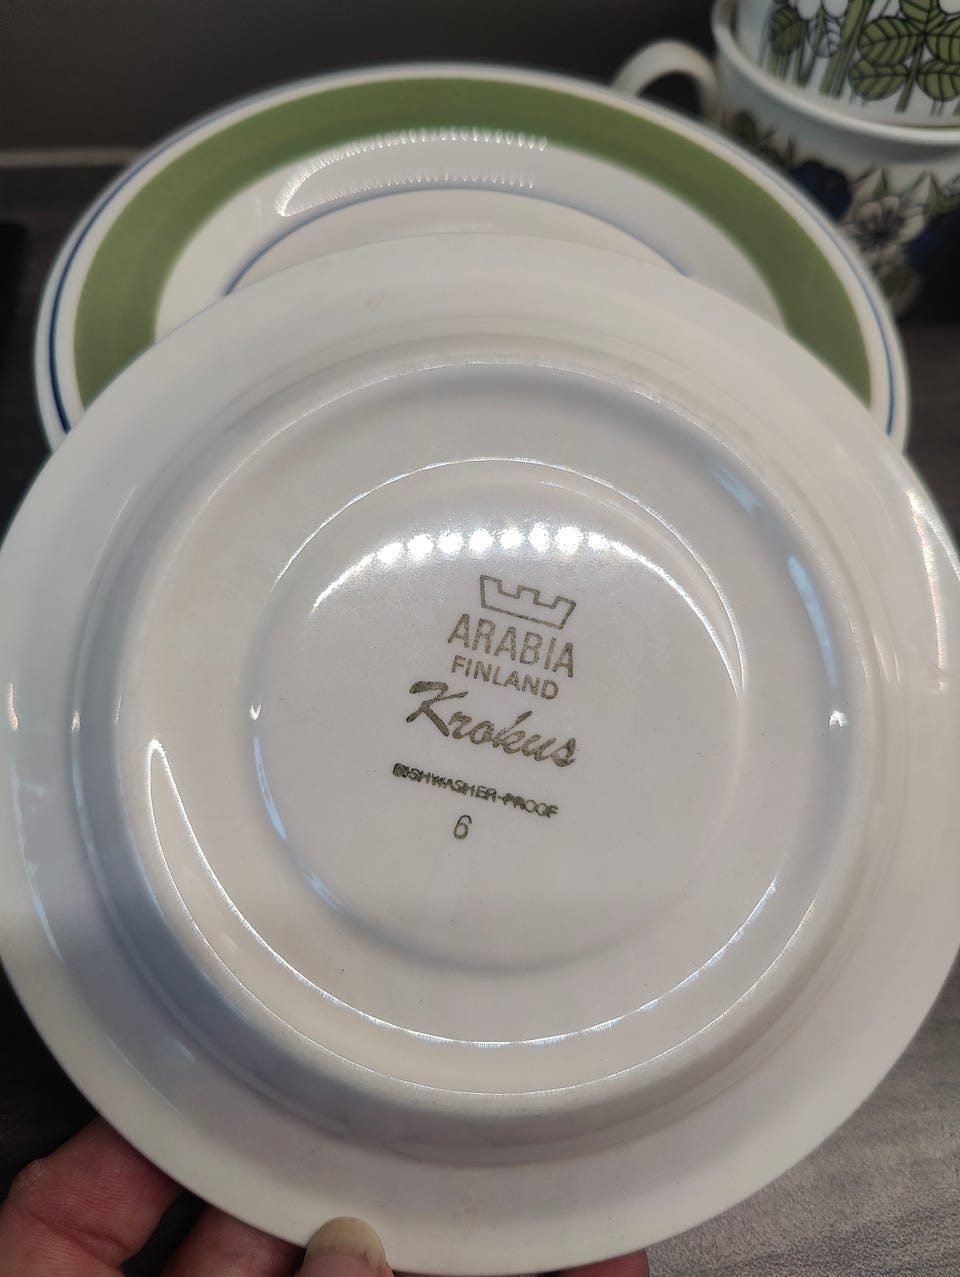 ARABIA
FINLAND
Krokus
DISHWASHER-PROOF
6